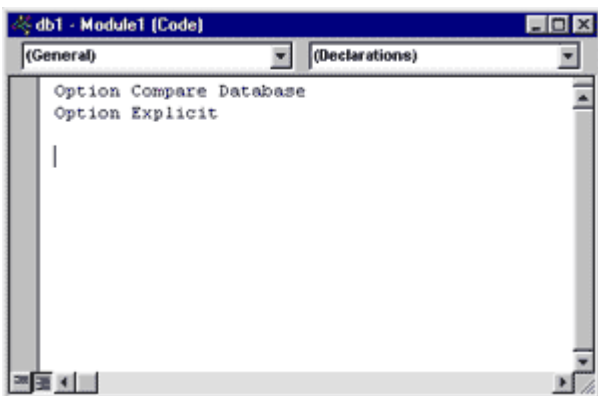 db1 - Module1 (Code)
(General) (Declarations)
Option Compare Database
Option Explicit